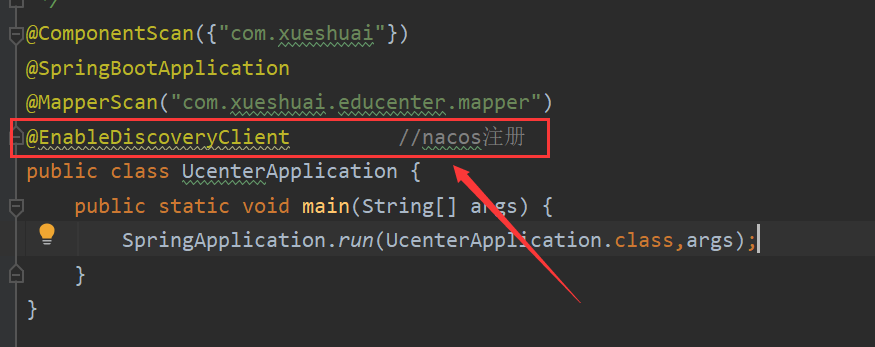 */
@ComponentScan({"com.xueshuai"})
@SpringBootApplication
@MapperScan("com.xueshuai.educenter.mapper")
@EnableDiscoveryClient //nacos注册
public class UcenterApplication {
public static void main(String[] args) {
SpringApplication.run(UcenterApplication.class,args);
}
}